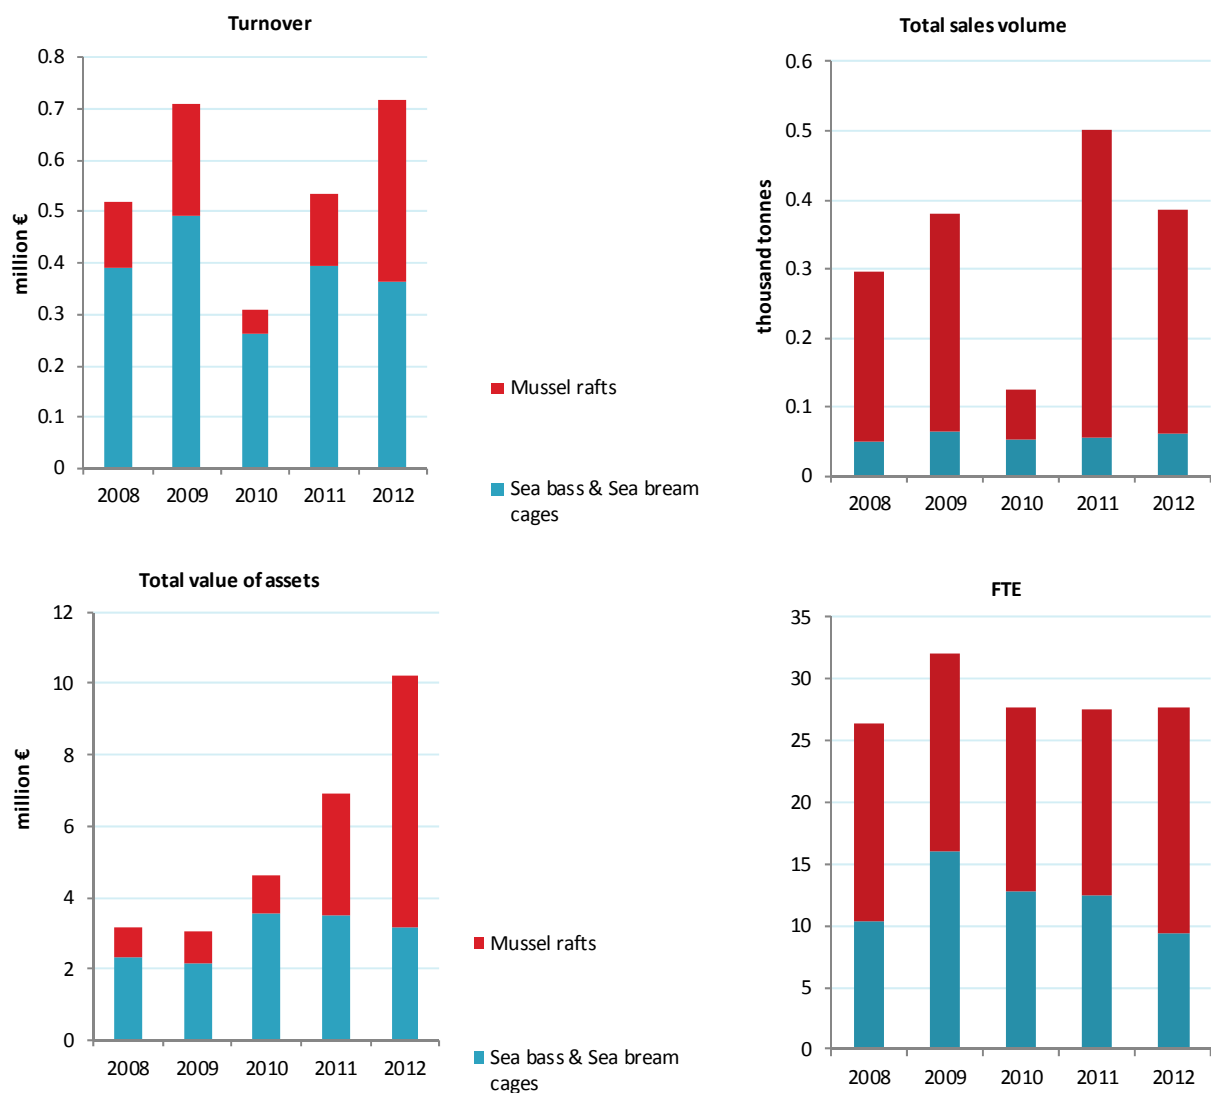 Turnover
million €
0.8
0.7
0.6
0.5
0.4
0.3
0.2
0.1
0
2008 2009 2010 2011 2012
Mussel rafts
Sea bass & Sea bream
cages
Total sales volume
thousand tonnes
0.6
0.5
0.4
0.3
0.2
0.1
0
2008 2009 2010 2011 2012
Total value of assets
million €
12
10
8
6
4
2
0
2008 2009 2010 2011 2012
Mussel rafts
Sea bass & Sea bream
cages
FTE
35
30
25
20
15
10
5
0
2008 2009 2010 2011 2012